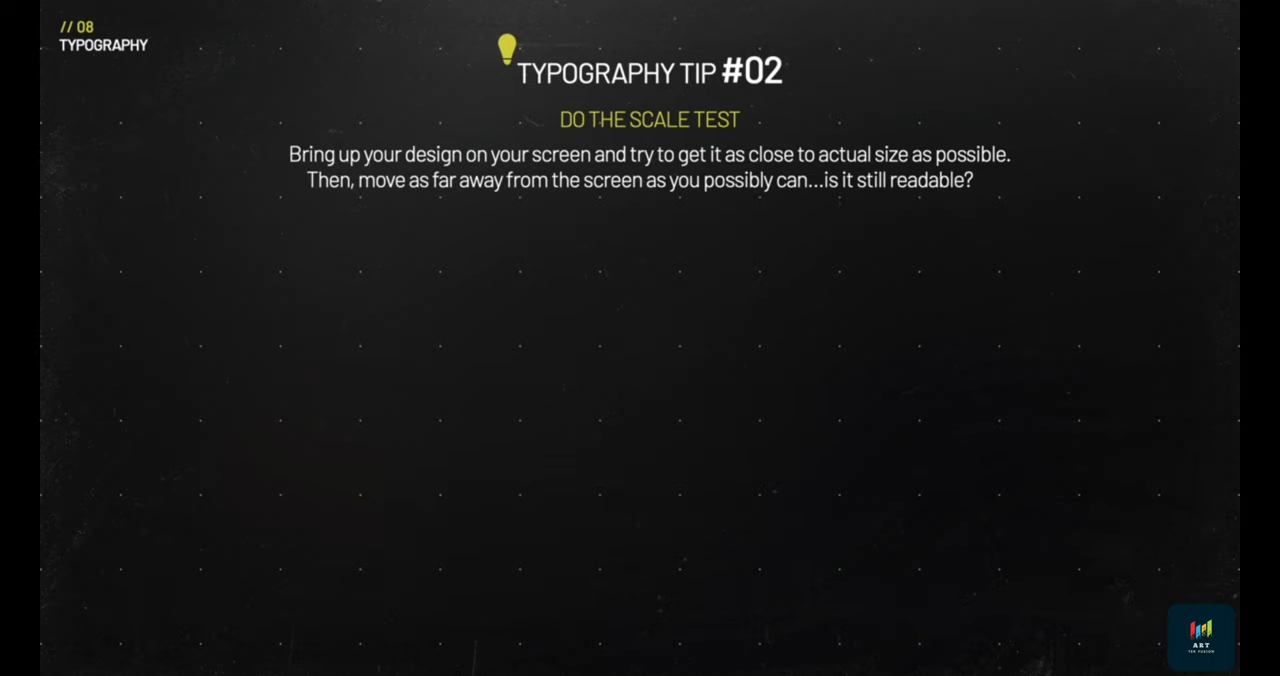 // 08
TYPOGRAPHY
TYPOGRAPHY TIP #02
DO THE SCALE TEST
Bring up your design on your screen and try to get it as close to actual size as possible.
Then, move as far away from the screen as you possibly can...is it still readable?
ART